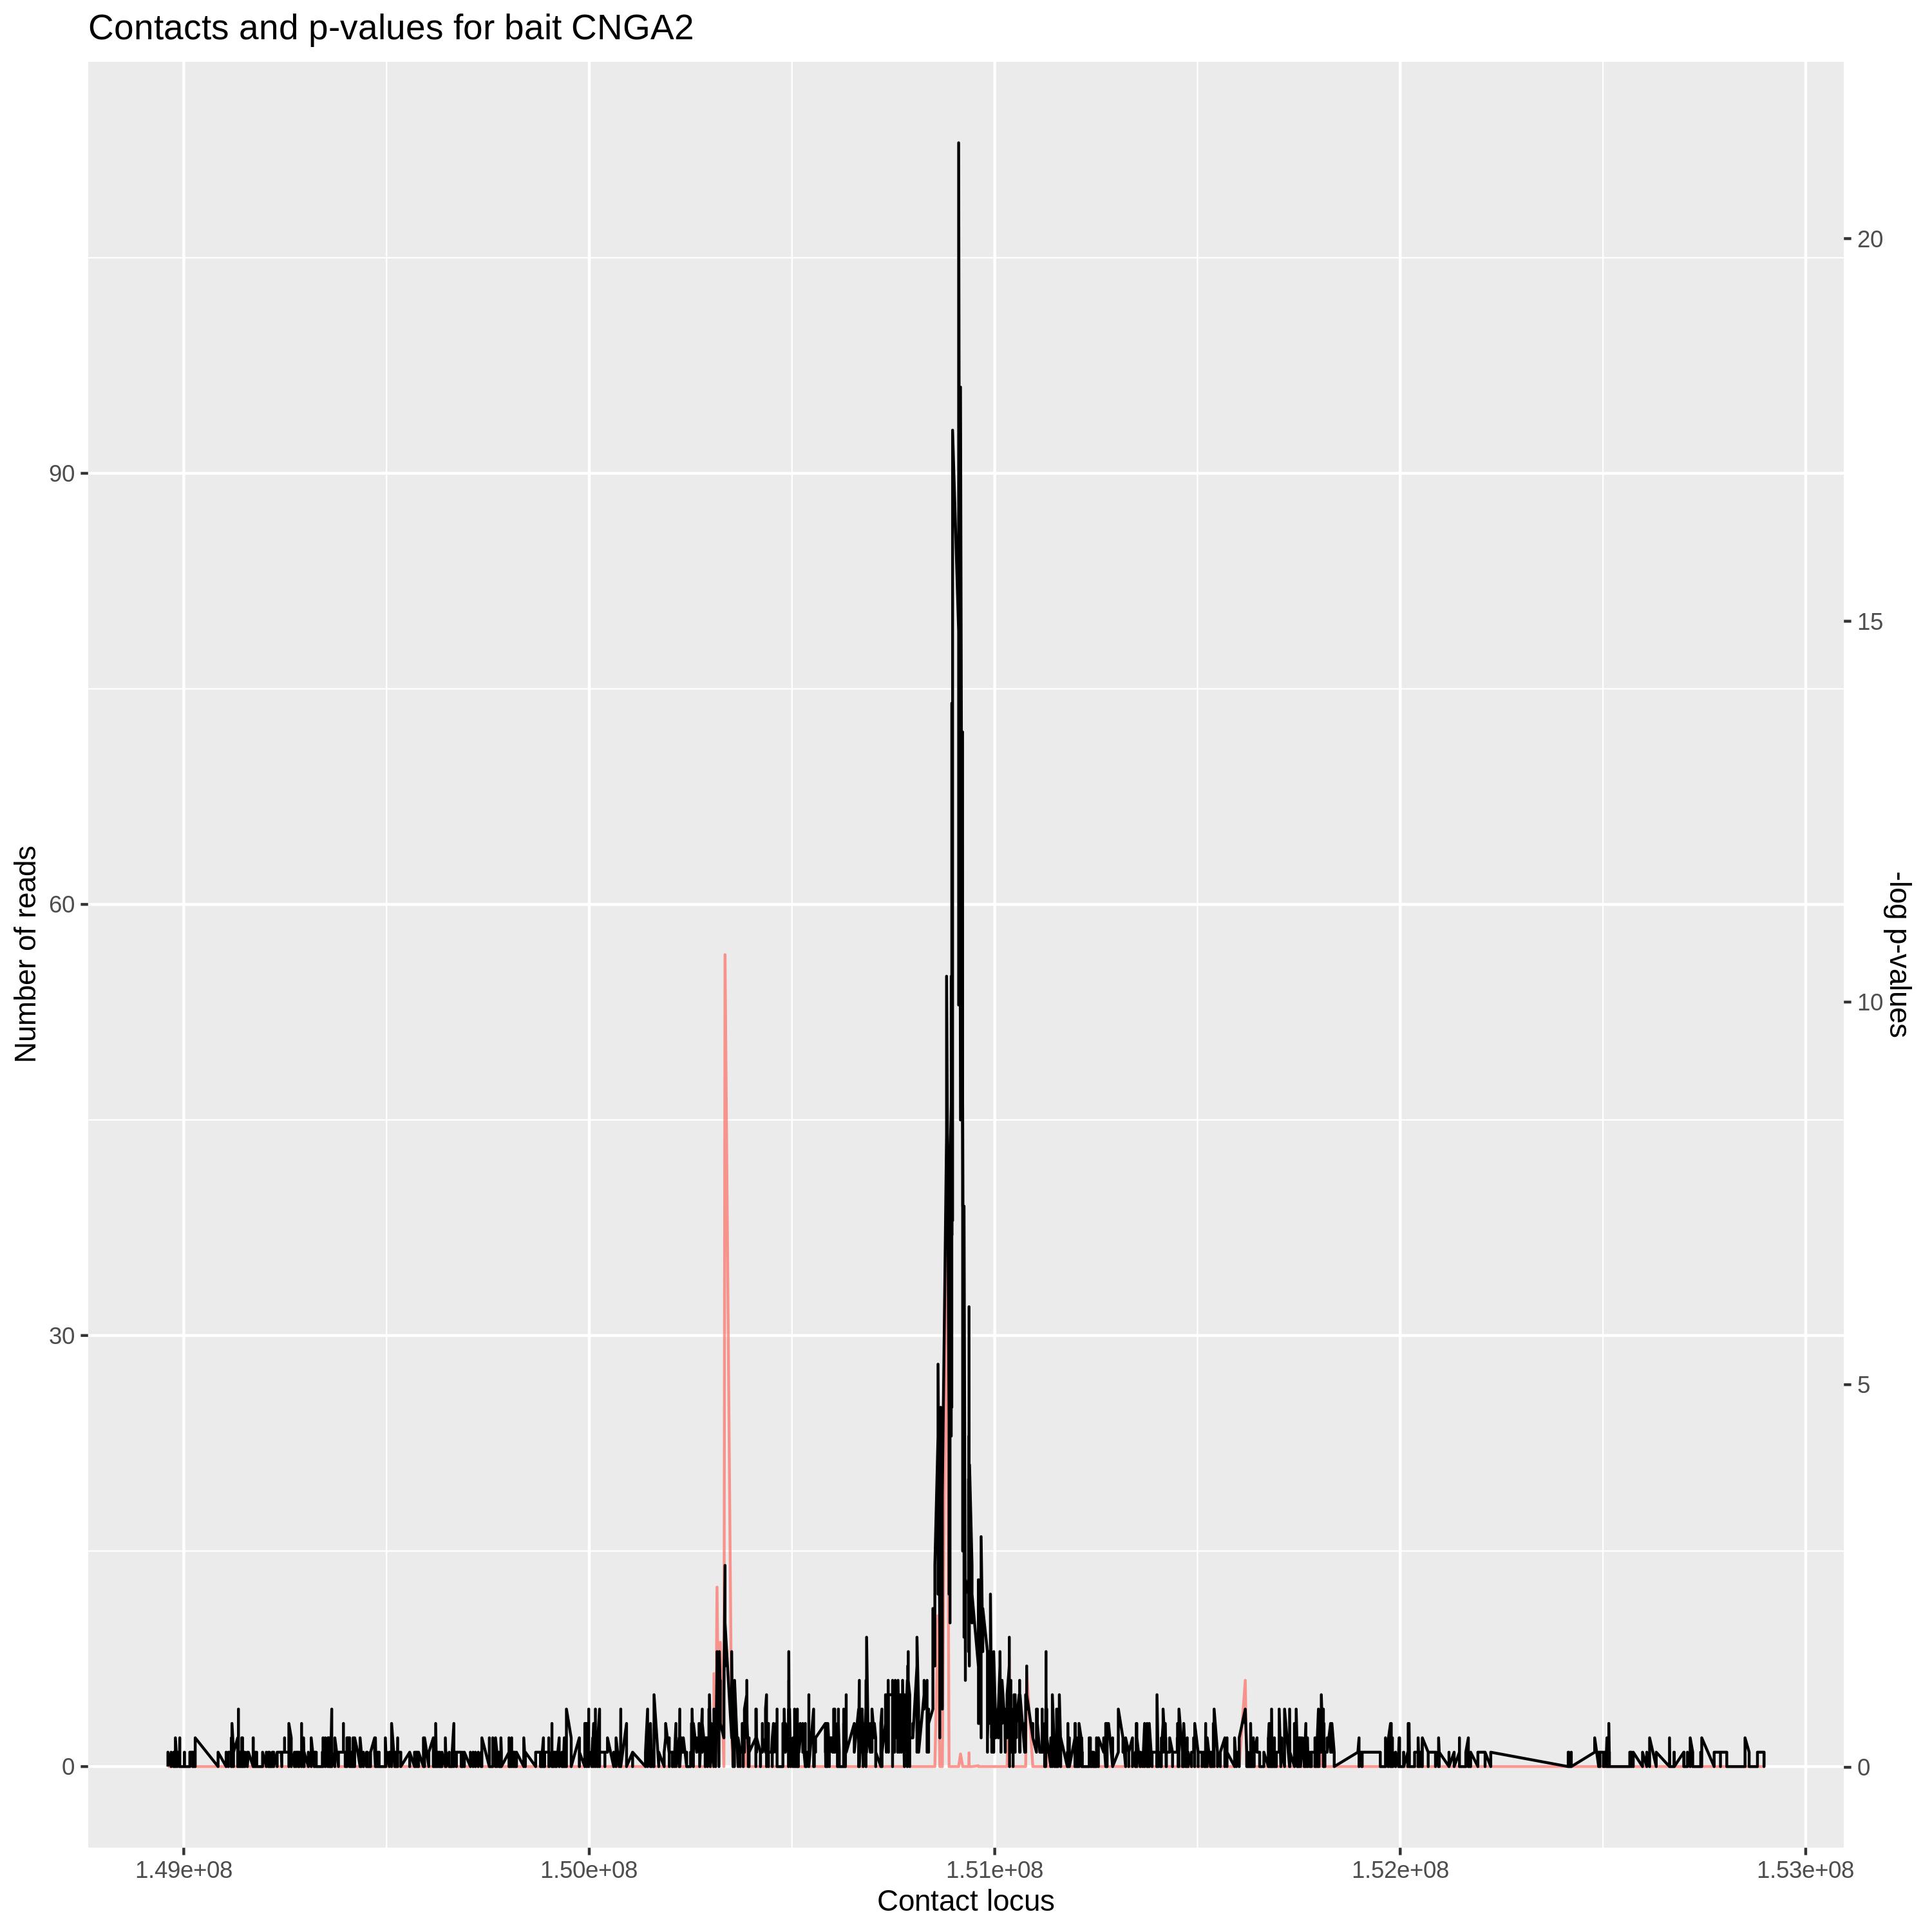 Contacts and p-values for bait CNGA2
Number of reads
90
60
30
0
20
15
10
5
0
-log p-values
1.49e+08 1.50e+08 1.51e+08 1.52e+08 1.53e+08
Contact locus